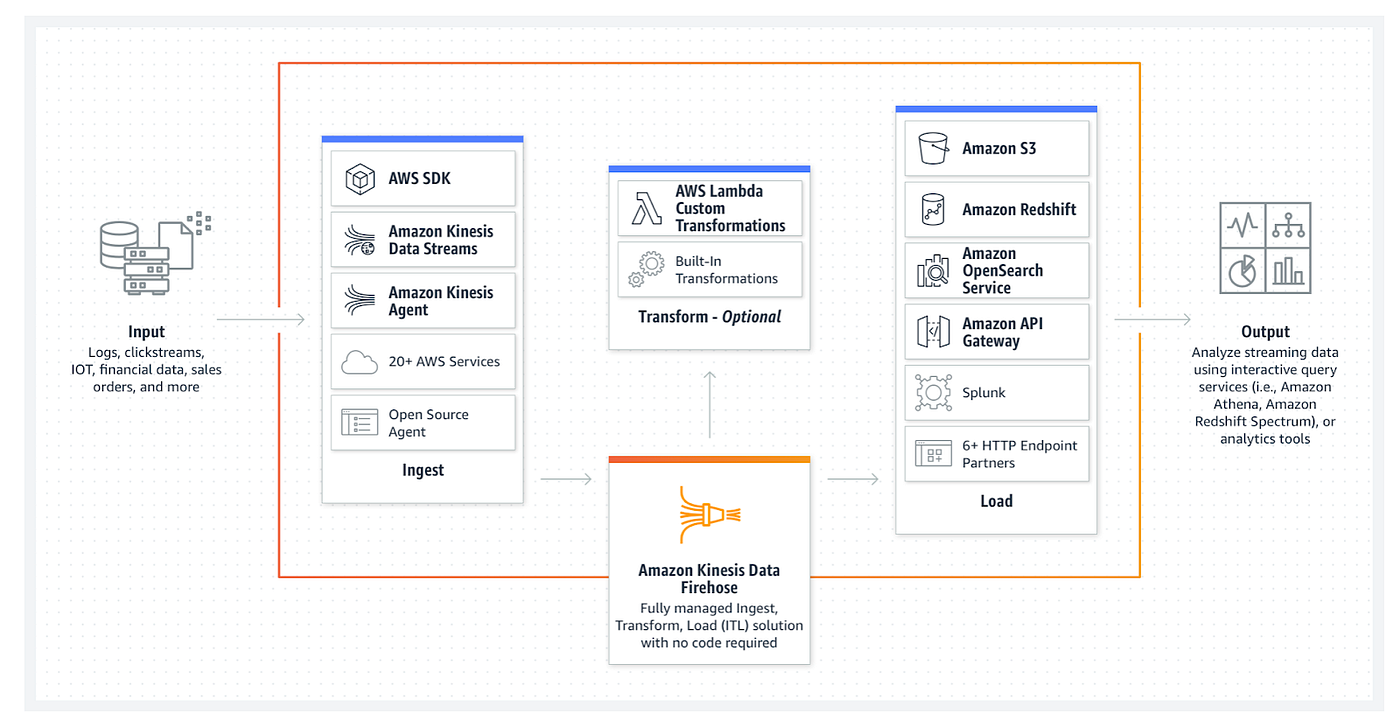 Input
Logs, clickstreams,
IOT, financial data, sales
orders, and more
AWS SDK
Amazon Kinesis
Data Streams
Amazon Kinesis
Agent
20+ AWS Services
Open Source
Agent
Ingest
AWS Lambda
Custom
Transformations
Built-In
Transformations
Transform - Optional
Amazon Kinesis Data
Firehose
Fully managed Ingest,
Transform, Load (ITL) solution
with no code required
Amazon S3
Amazon Redshift
Amazon
OpenSearch
Service
Amazon API
Gateway
Splunk
6+ HTTP Endpoint
Partners
Load
Output
Analyze streaming data
using interactive query
services (i.e., Amazon
Athena, Amazon
Redshift Spectrum), or
analytics tools